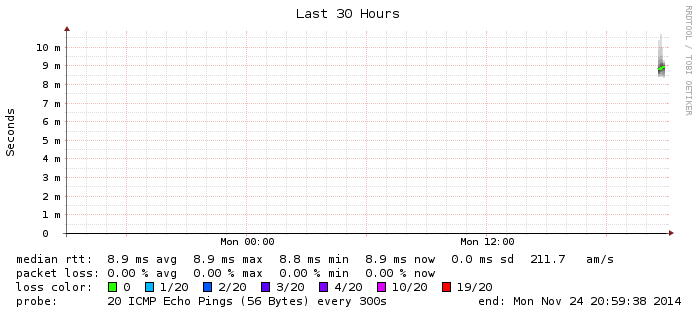 Last 30 Hours
RRDTOOL / TOBI OETIKER
Seconds
10 m
9 m
8 m
7 m
6 m
5 m
4 m
3 m
2 m
1 m
0
Mon 00:00 Mon 12:00
median rtt: 8.9 ms avg 8.9 ms max 8.8 ms min 8.9 ms now 0.0 ms sd 211.7 am/s
packet loss: 0.00 % avg 0.00 % max 0.00 % min 0.00 % now
loss color: 0 1/20 2/20 3/20 4/20 10/20 19/20
probe: 20 ICMP Echo Pings (56 Bytes) every 300s end: Mon Nov 24 20:59:38 2014